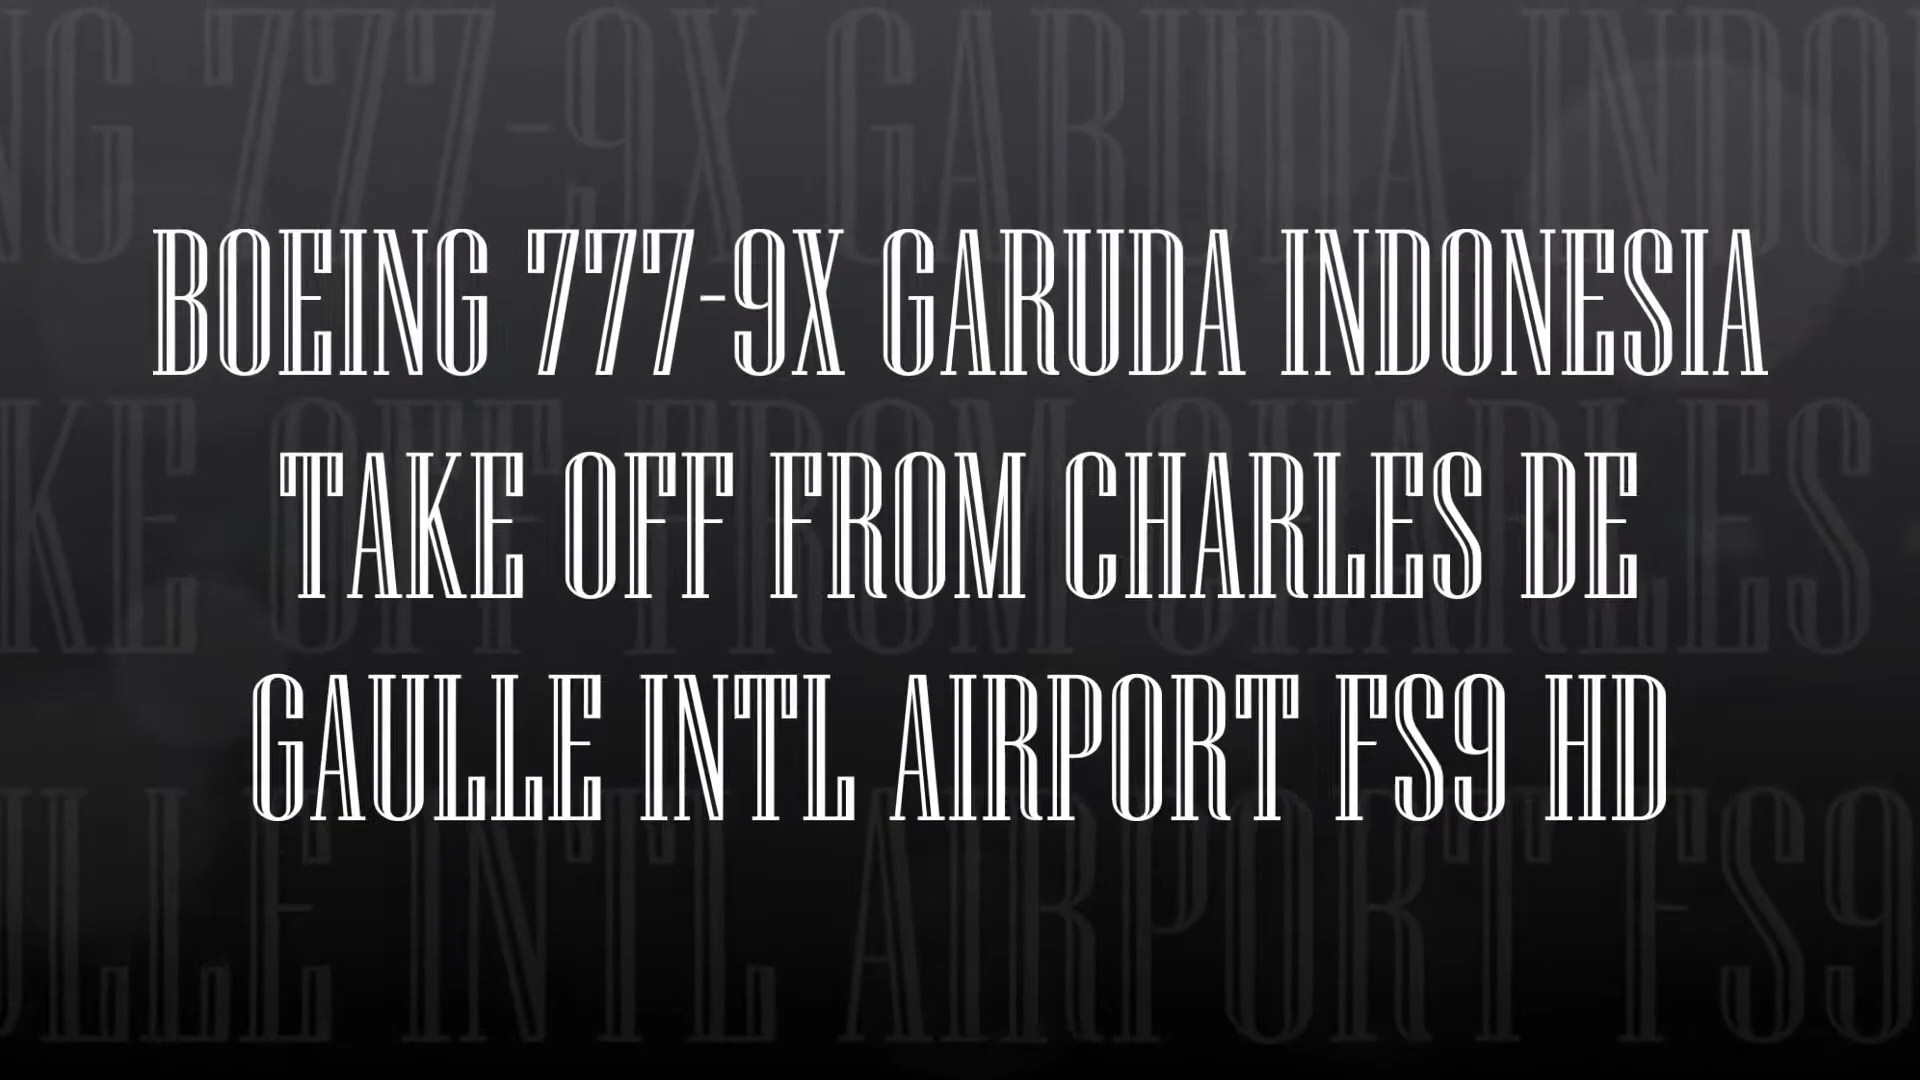 BOEING 777-9X GARUDA INDONESIA
TAKE OFF FROM CHARLES DE
GAULLE INTL AIRPORT FS9 HD